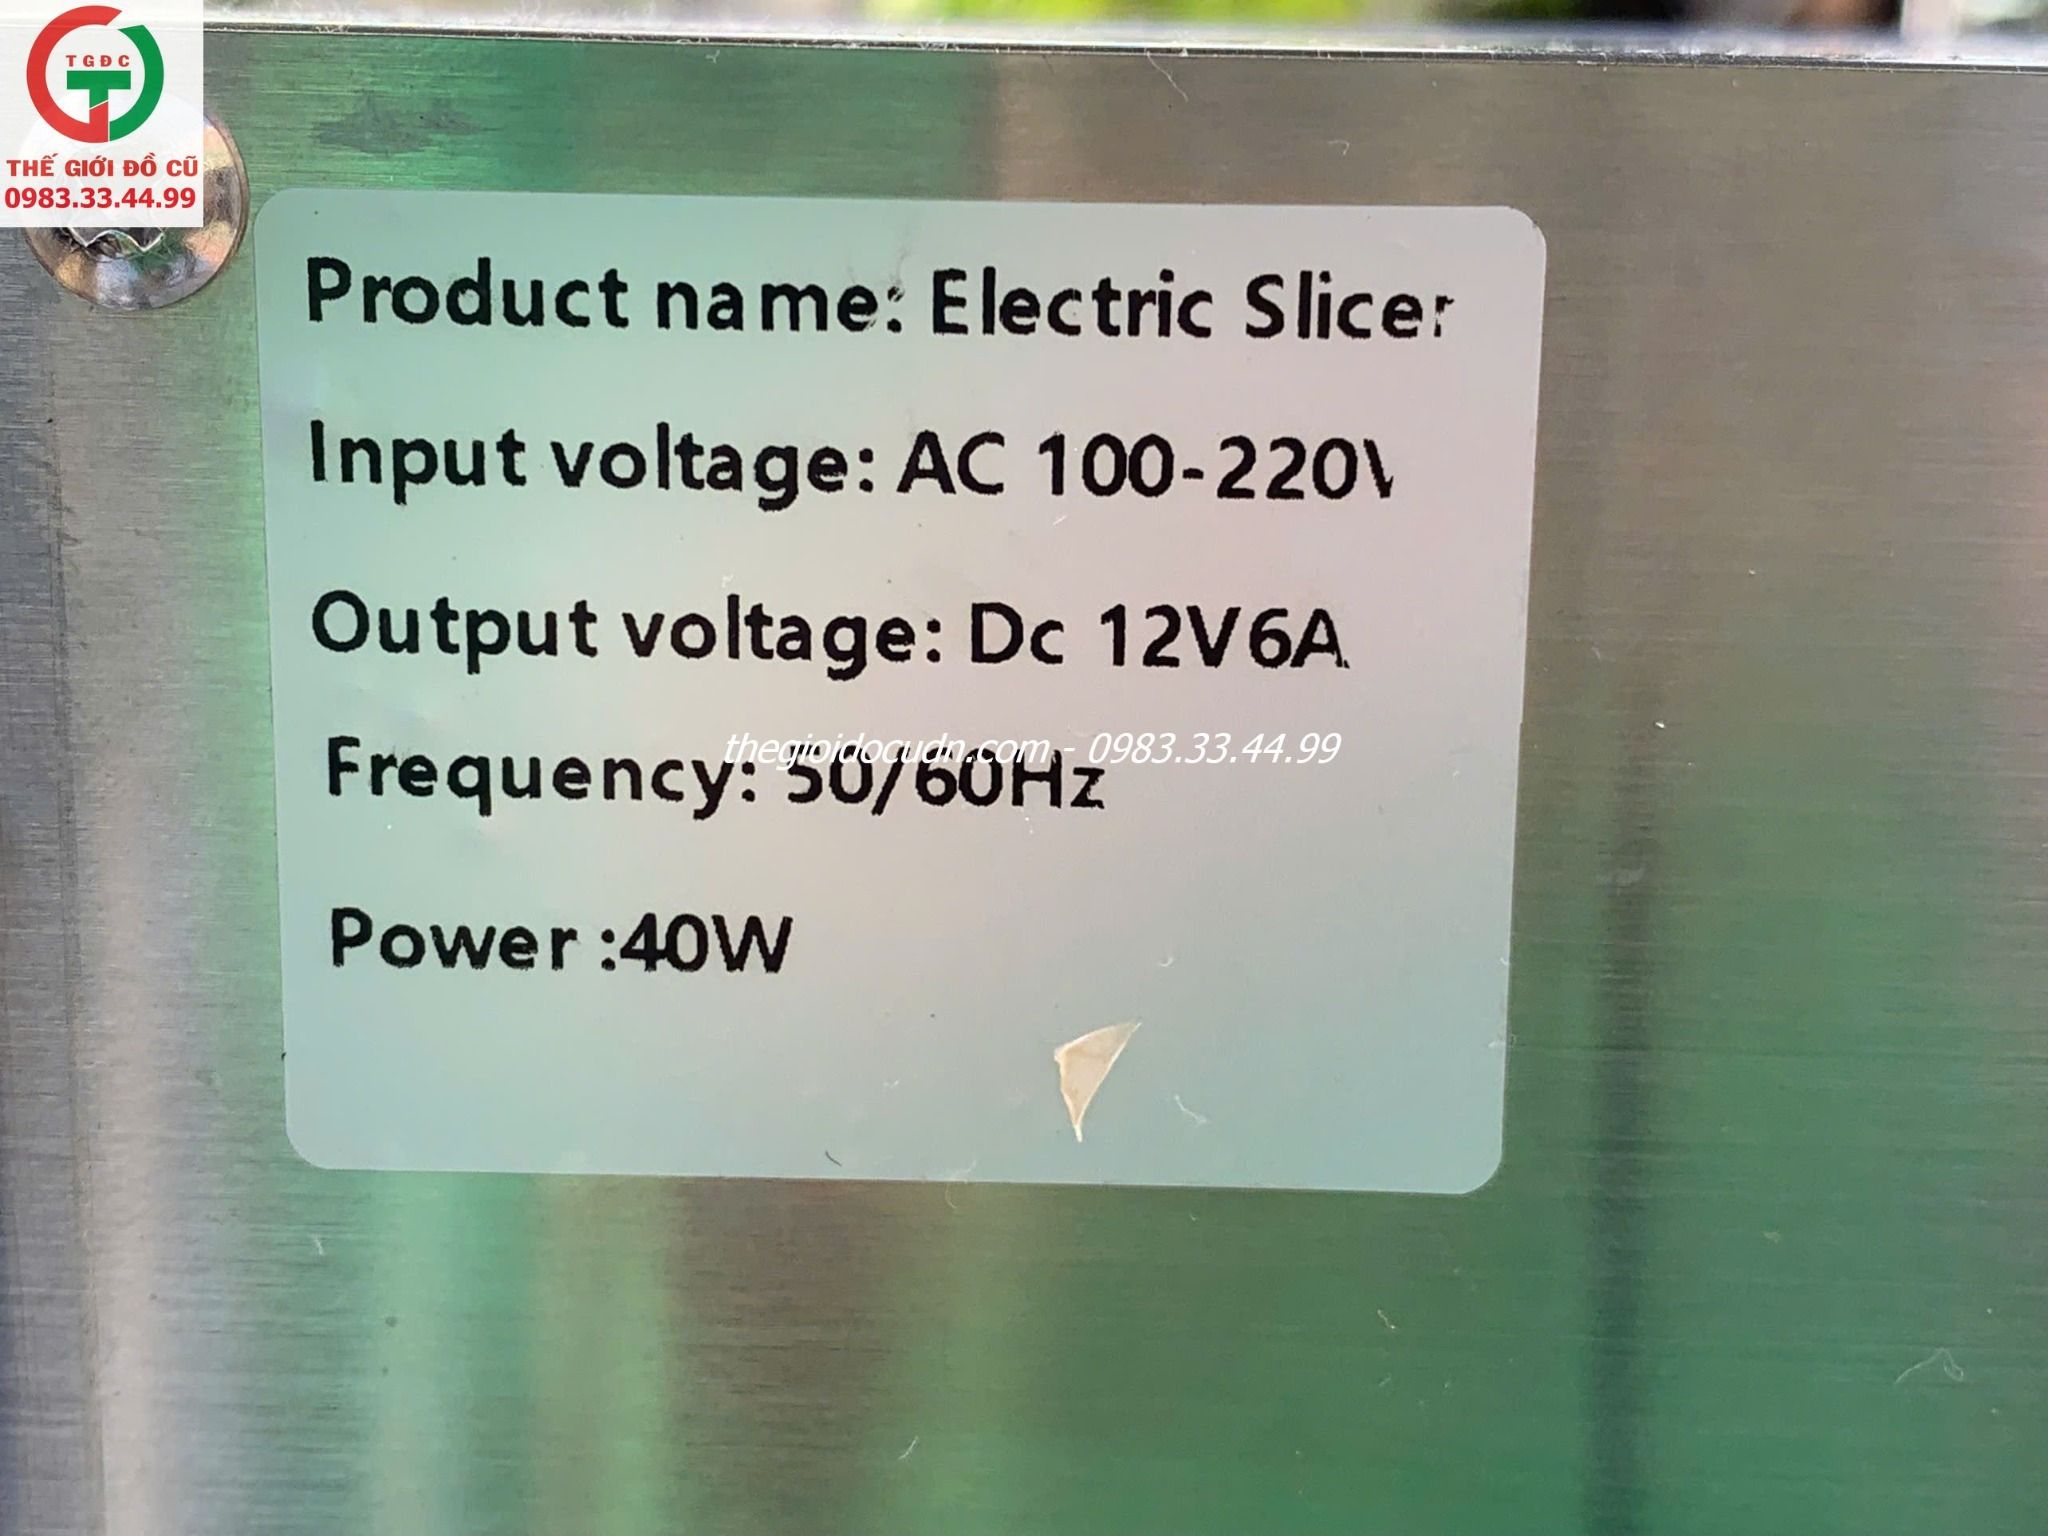 TGĐC
THẾ GIỚI ĐỒ CŨ
0983.33.44.99
Product name: Electric Slicer
Input voltage: AC 100-220V
Output voltage: Dc 12V6A
thegioidocudn.com - 0983.33.44.99
Frequency: 50/60Hz
Power :40W